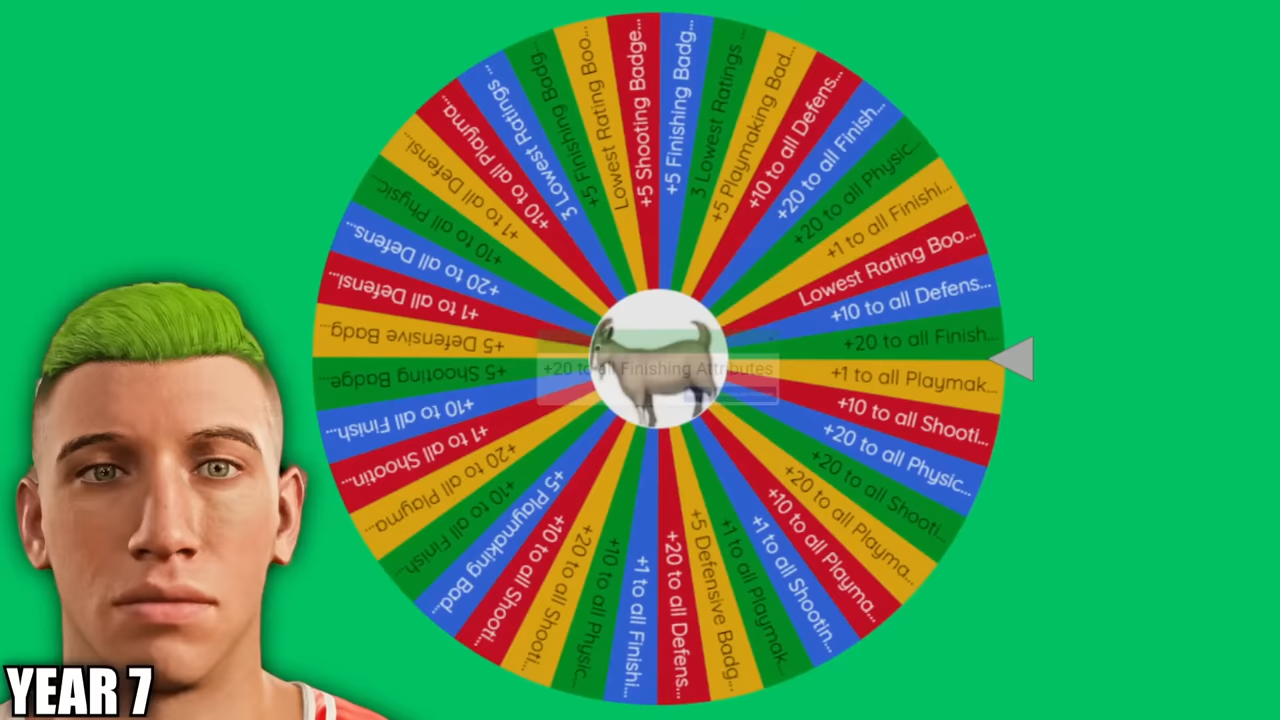 +5 Finishing Badg...
3 Lowest Ratings ...
+5 Playmaking Bad...
+10 to all Defens...
+20 to all Finish...
+20 to all Physic...
+1 to all Finishi...
Lowest Rating Boo...
+10 to all Defens...
+20 to all Finish...
+1 to all Playmak...
+10 to all Shooti...
+20 to all Physic...
+20 to all Shooti...
+20 to all Playma...
+10 to all Playma...
+1 to all Shootin...
+1 to all Playmak...
+5 Defensive Badg...
+20 to all Defens...
+1 to all Finishi...
+10 to all Physic...
+20 to all Shooti...
+10 to all Shooti...
+5 Playmaking Bad...
+10 to all Finish...
+20 to all Playma...
+1 to all Shootin...
+10 to all Finish...
+5 Shooting Badge...
+5 Defensive Badg...
+1 to all Defensi...
+20 to all Defens...
+10 to all Physic...
+1 to all Defensi...
+10 to all Playma...
3 Lowest Ratings ...
+5 Finishing Badg...
Lowest Rating Boo...
+5 Shooting Badge...
+20 to all Finishing Attributes
YEAR 7